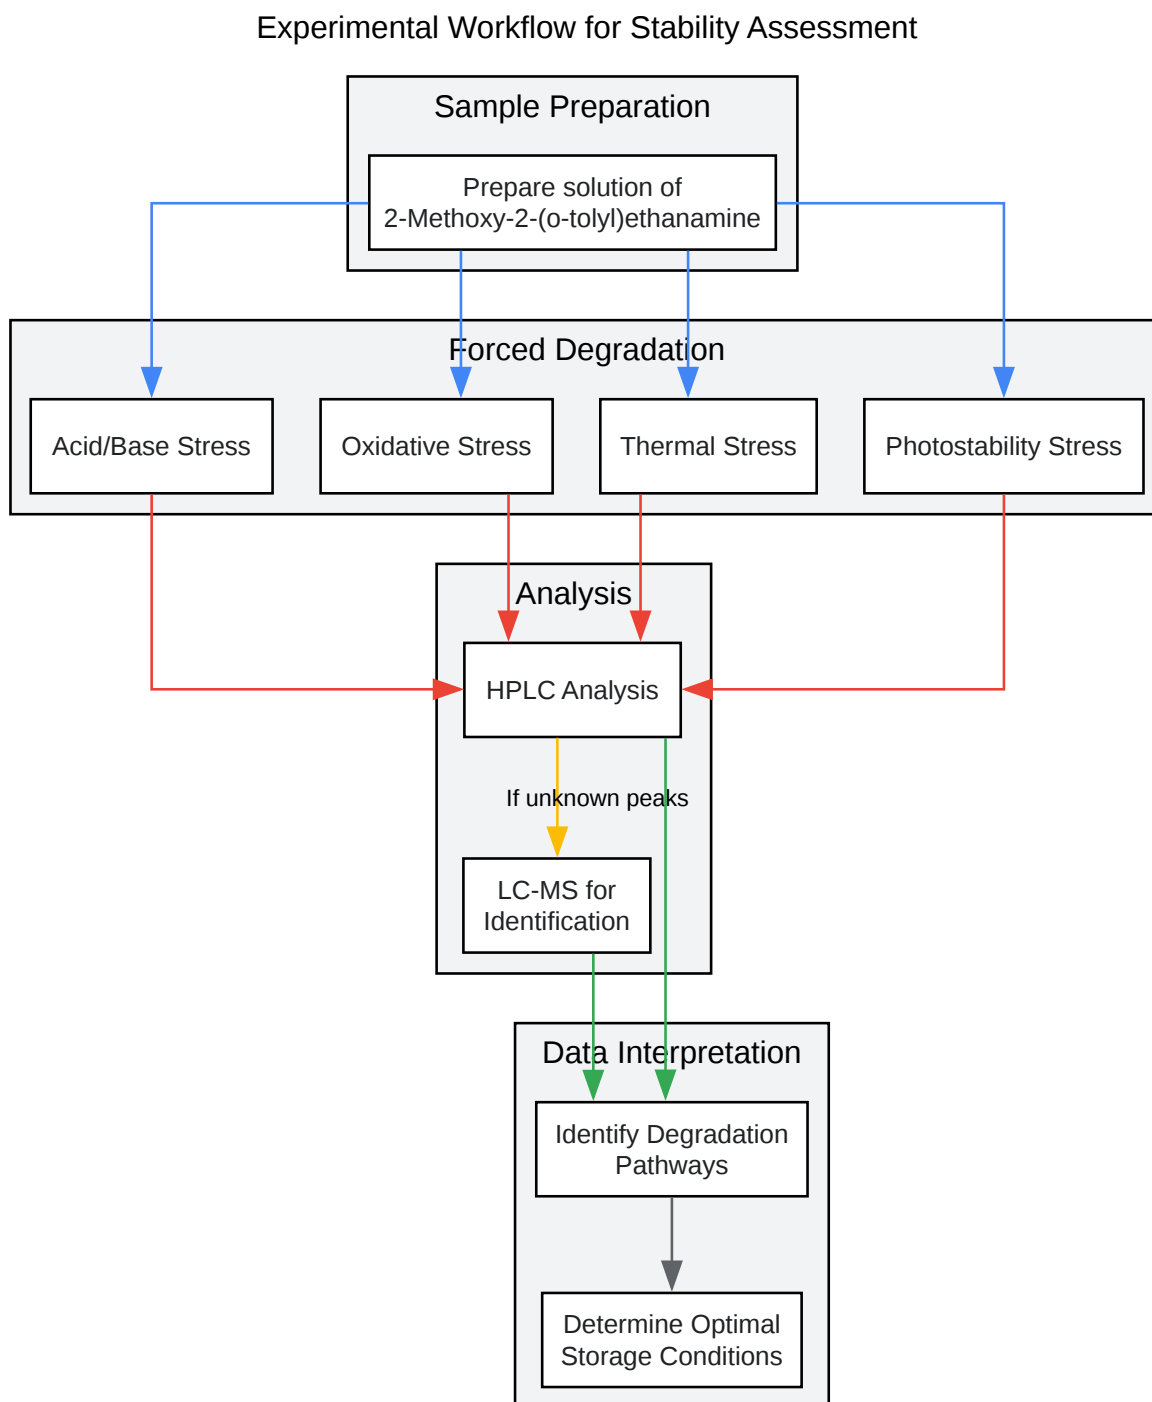 Experimental Workflow for Stability Assessment
Sample Preparation
Prepare solution of
2-Methoxy-2-(o-tolyl)ethanamine
Forced Degradation
Acid/Base Stress
Oxidative Stress
Thermal Stress
Photostability Stress
Analysis
HPLC Analysis
If unknown peaks
LC-MS for
Identification
Data Interpretation
Identify Degradation
Pathways
Determine Optimal
Storage Conditions